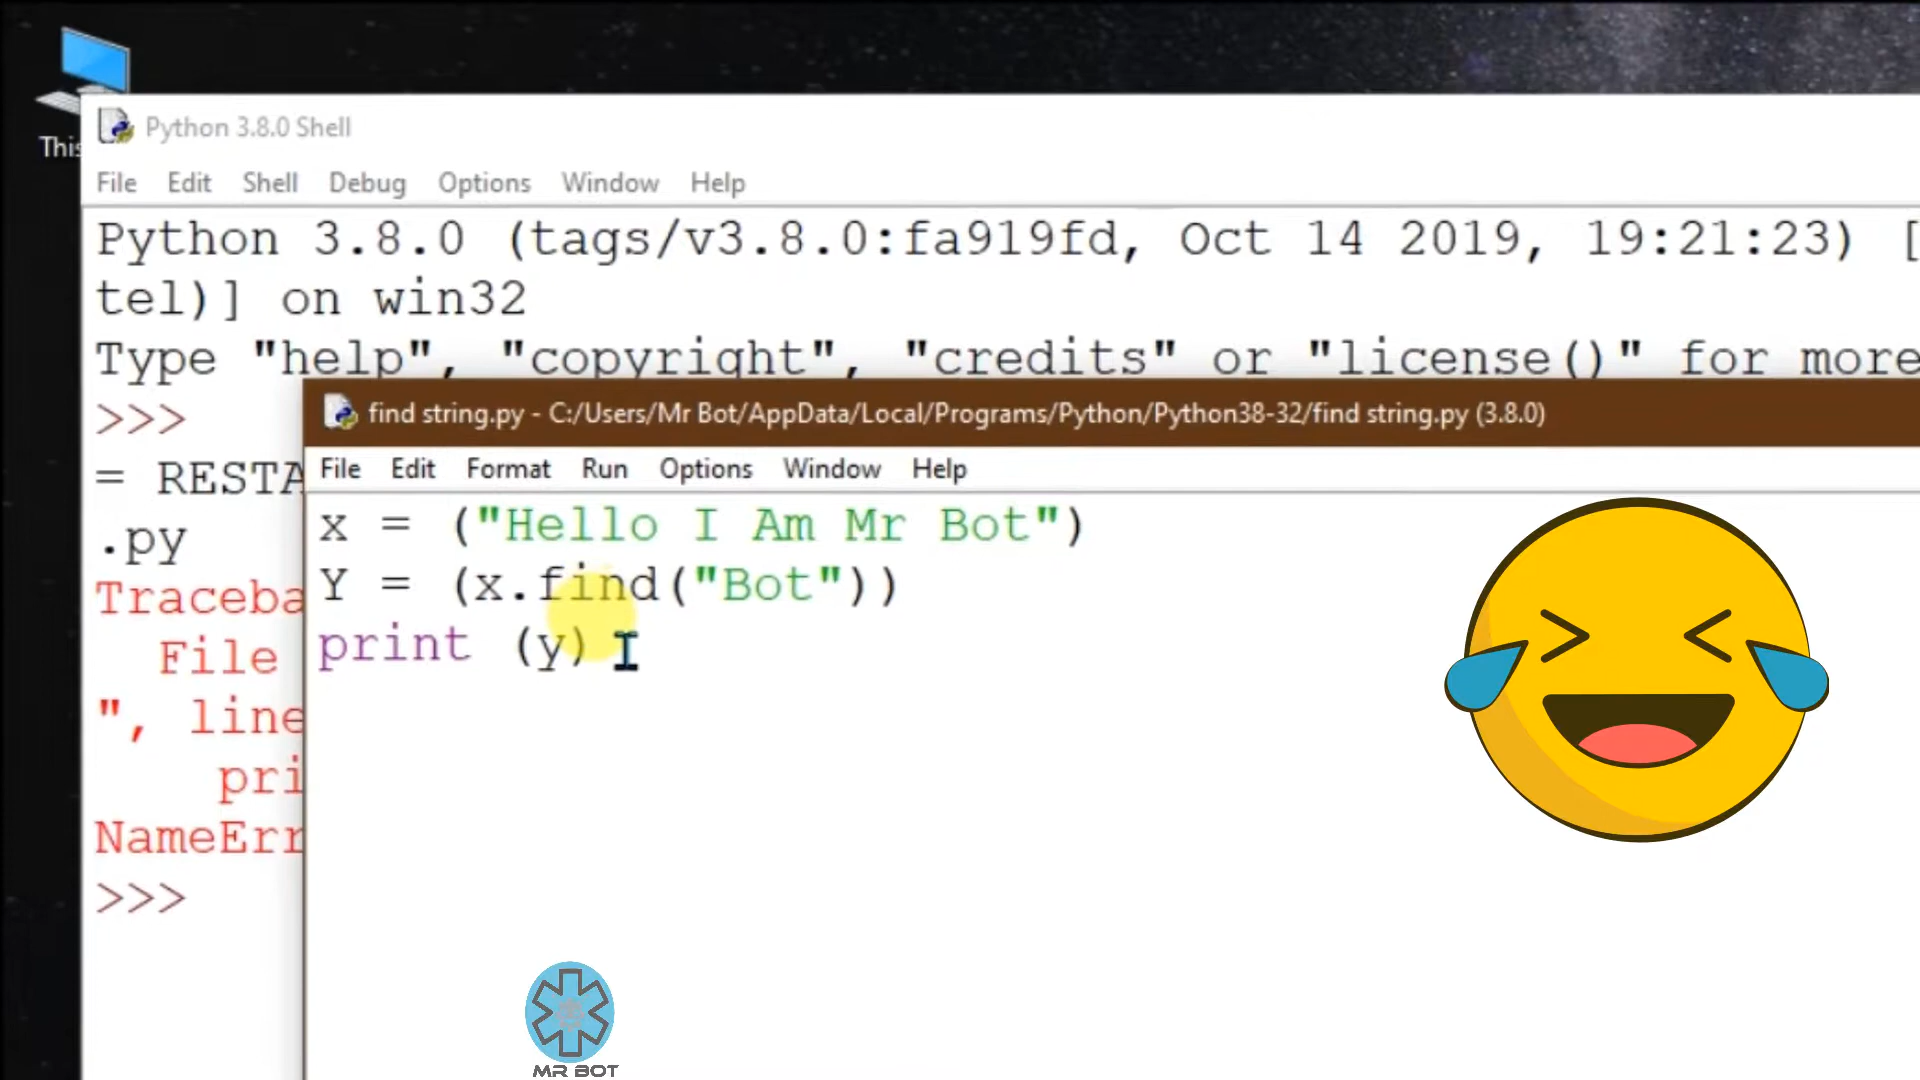 This
Python 3.8.0 Shell
File Edit Shell Debug Options Window Help
Python 3.8.0 (tags/v3.8.0:fa919fd, Oct 14 2019, 19:21:23) [
tel)] on win32
Type "help", "copyright", "credits" or "license()" for more
>>>
= RESTA
.py
Traceba
File
", line
pri
NameErr
>>>
find string.py - C:/Users/Mr Bot/AppData/Local/Programs/Python/Python38-32/find string.py (3.8.0)
File Edit Format Run Options Window Help
x = ("Hello I Am Mr Bot")
Y = (x.find("Bot"))
print (y)
MR BOT